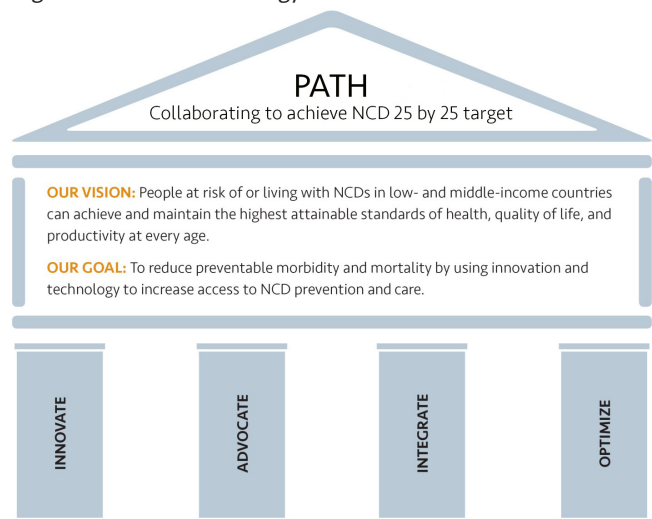 PATH
Collaborating to achieve NCD 25 by 25 target
OUR VISION: People at risk of or living with NCDs in low- and middle-income countries
can achieve and maintain the highest attainable standards of health, quality of life, and
productivity at every age.
OUR GOAL: To reduce preventable morbidity and mortality by using innovation and
technology to increase access to NCD prevention and care.
INNOVATE
ADVOCATE
INTEGRATE
OPTIMIZE